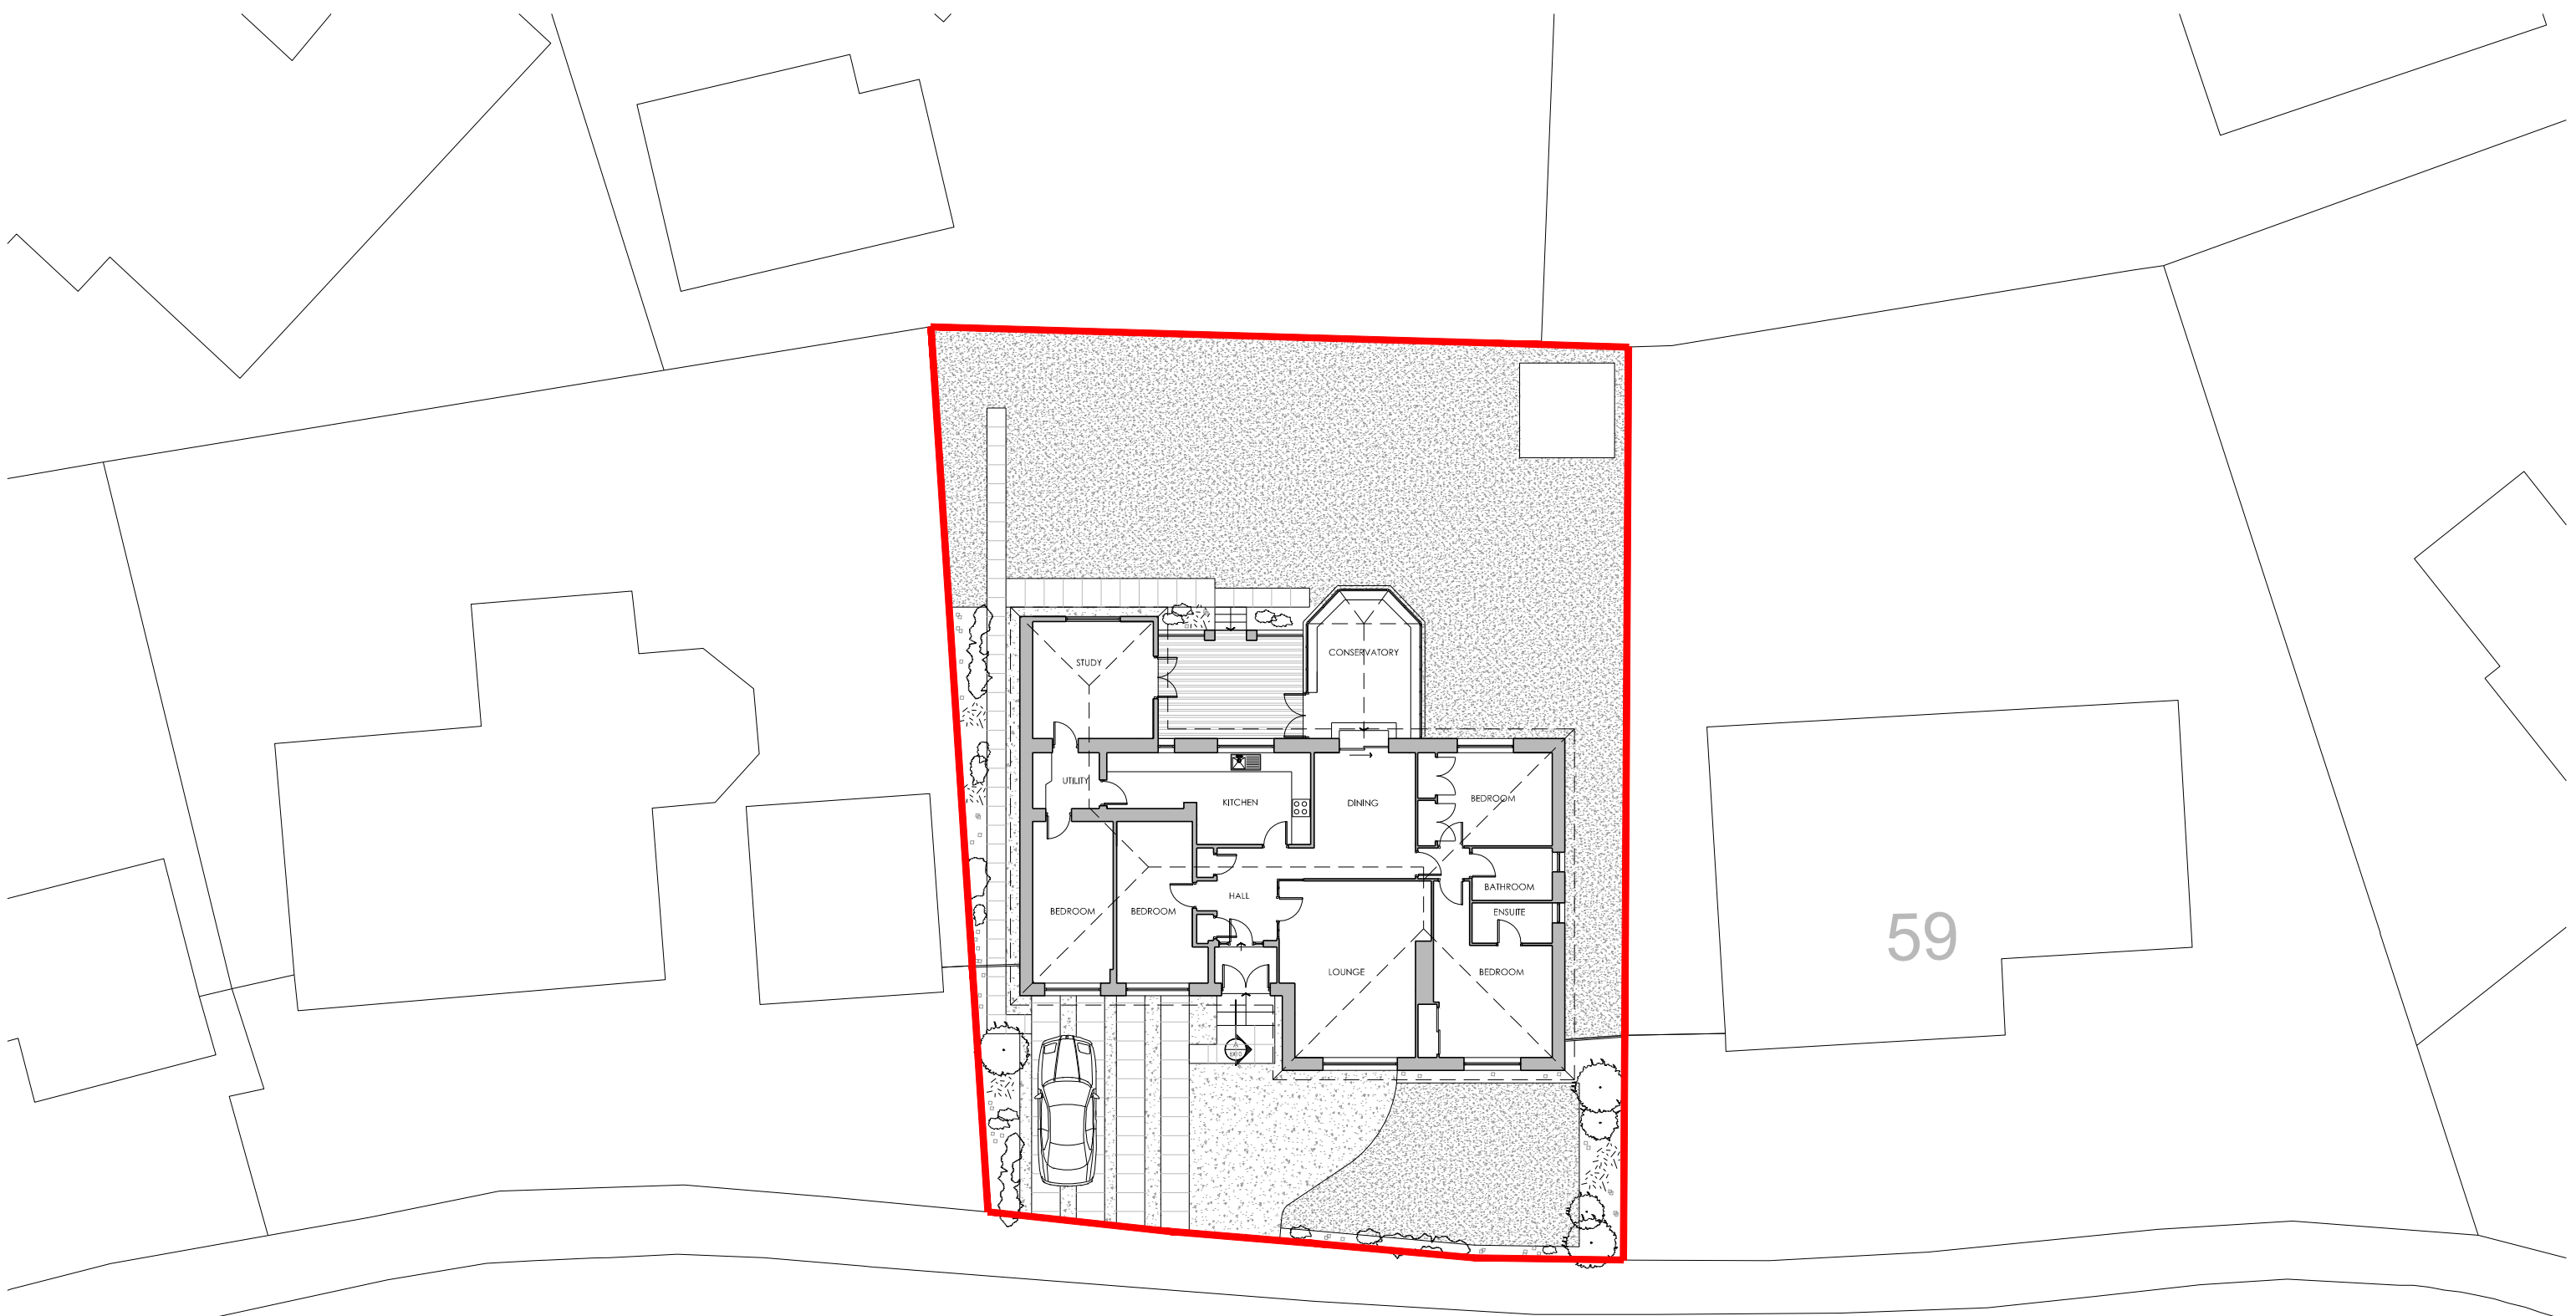 STUDY
CONSERVATORY
UTILITY
KITCHEN
DINING
BEDROOM
BATHROOM
HALL
BEDROOM
BEDROOM
ENSUITE
59
LOUNGE
BEDROOM
A